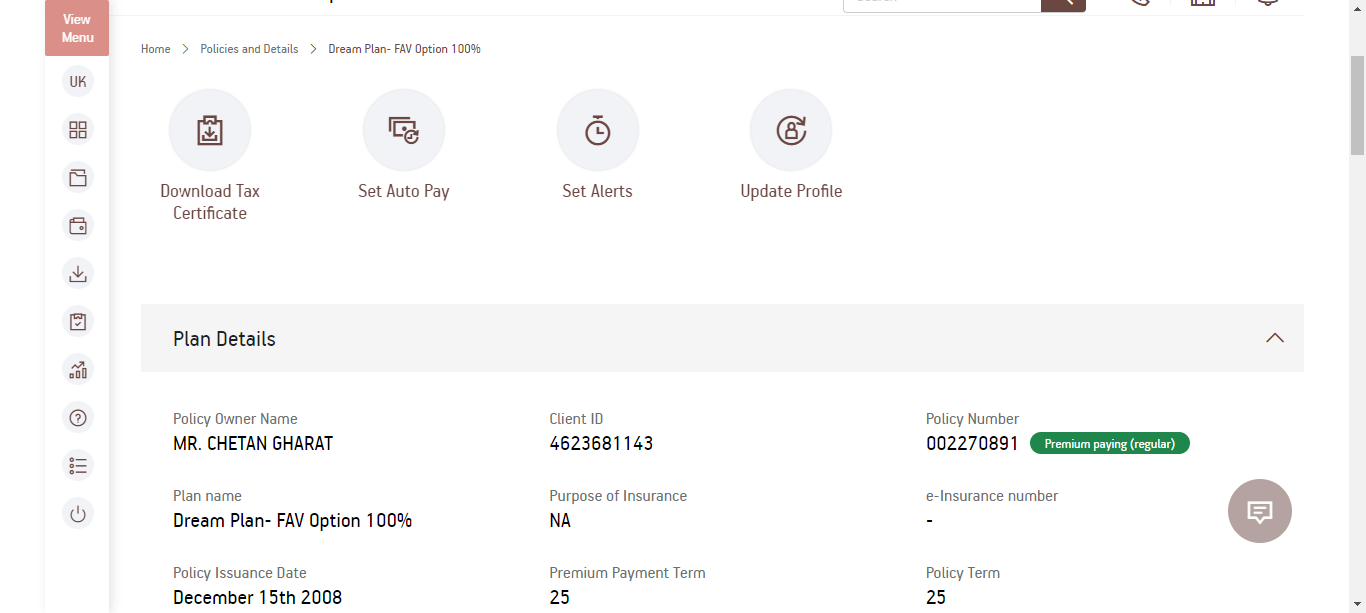 View
Menu
UK
Home > Policies and Details > Dream Plan- FAV Option 100%
Download Tax
Certificate
Set Auto Pay
Set Alerts
Update Profile
Plan Details
Policy Owner Name
MR. CHETAN GHARAT
Client ID
4623681143
Policy Number
002270891 Premium paying (regular)
Plan name
Dream Plan- FAV Option 100%
Purpose of Insurance
NA
e-Insurance number
-
Policy Issuance Date
December 15th 2008
Premium Payment Term
25
Policy Term
25